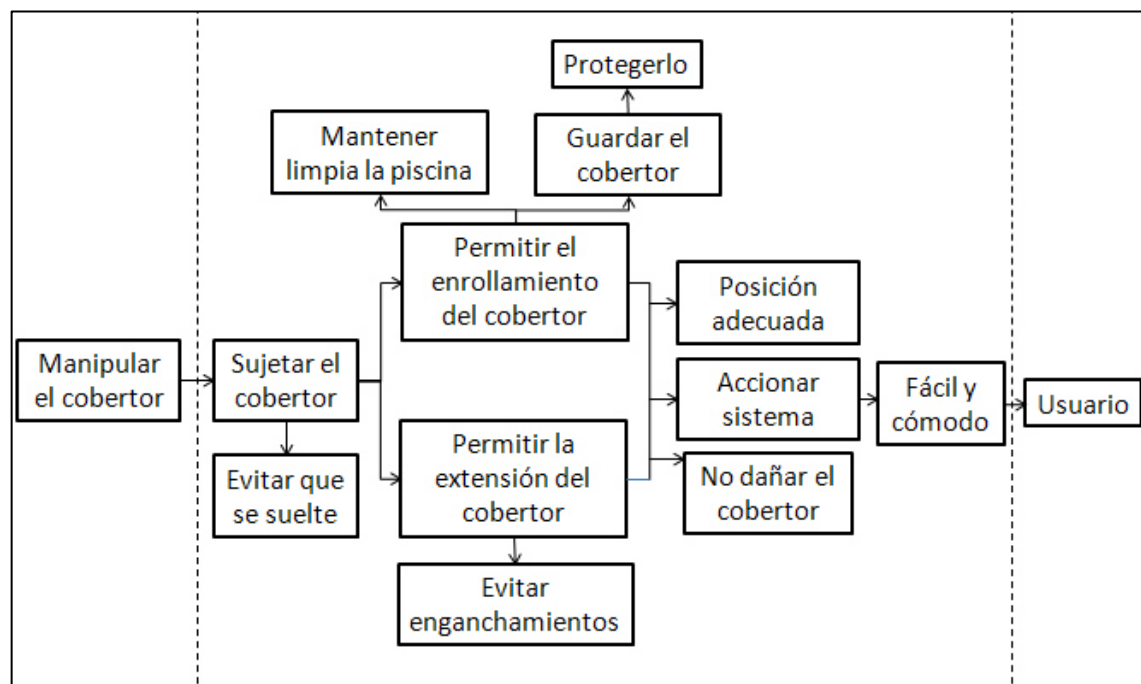 Protegerlo
Mantener
limpia la piscina
Guardar el
cobertor
Permitir el
enrollamiento
del cobertor
Posición
adecuada
Manipular
el cobertor
Sujetar el
cobertor
Accionar
sistema
Fácil y
cómodo
Usuario
Permitir la
extensión del
cobertor
Evitar que
se suelte
No dañar el
cobertor
Evitar
enganchamientos